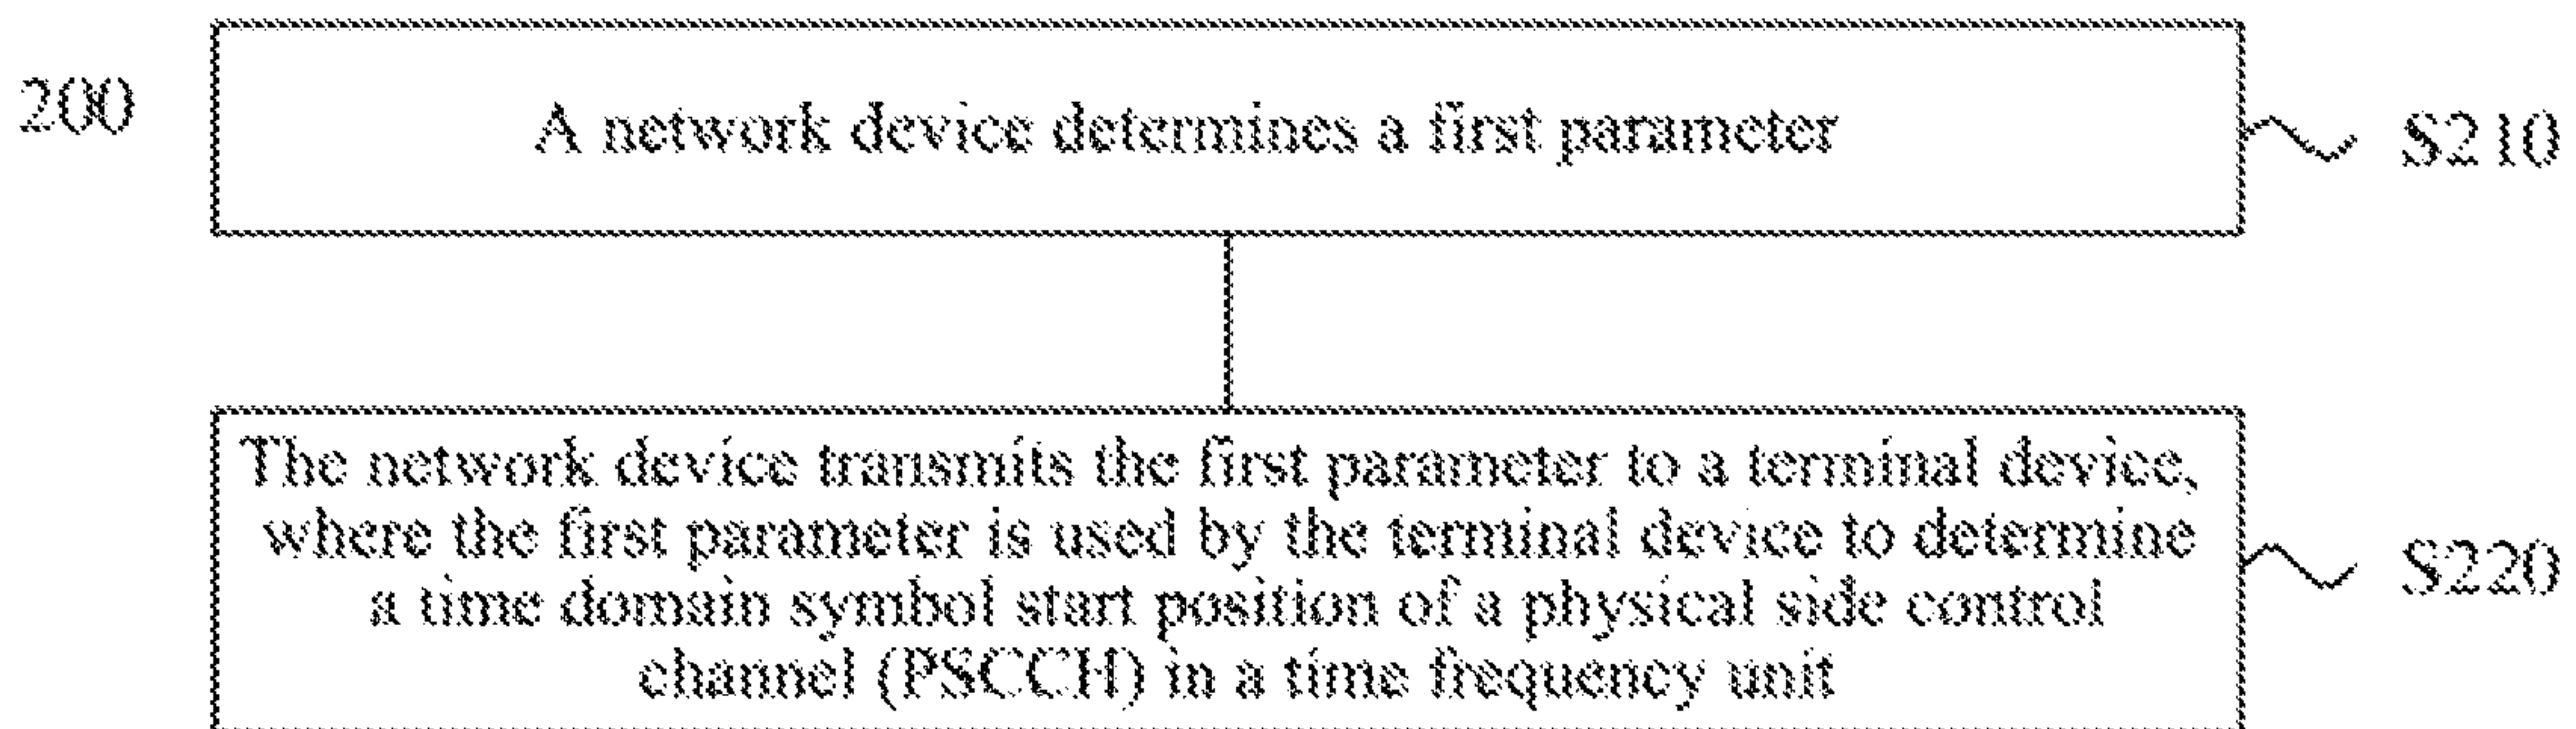 200
A network device determines a first parameter
S210
The network device transmits the first parameter to a terminal device,
where the first parameter is used by the terminal device to determine
a time domain symbol start position of a physical side control
channel (PSCCH) in a time frequency unit
S220